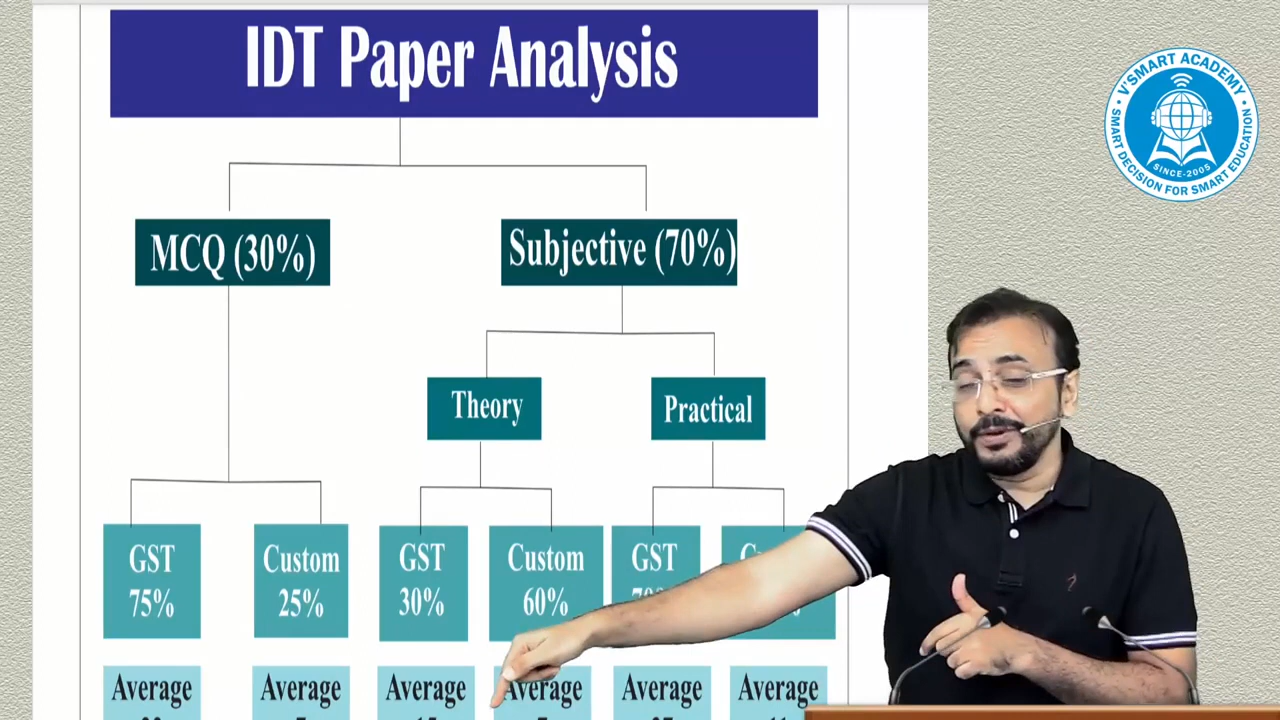 IDT Paper Analysis
MCQ (30%)
Subjective (70%)
Theory
Practical
GST
75%
Custom
25%
GST
30%
Custom
60%
GST
Average
Average
Average
Average
Average
Average
V'SMART ACADEMY
SMART DECISION FOR SMART EDUCATION
SINCE-2005